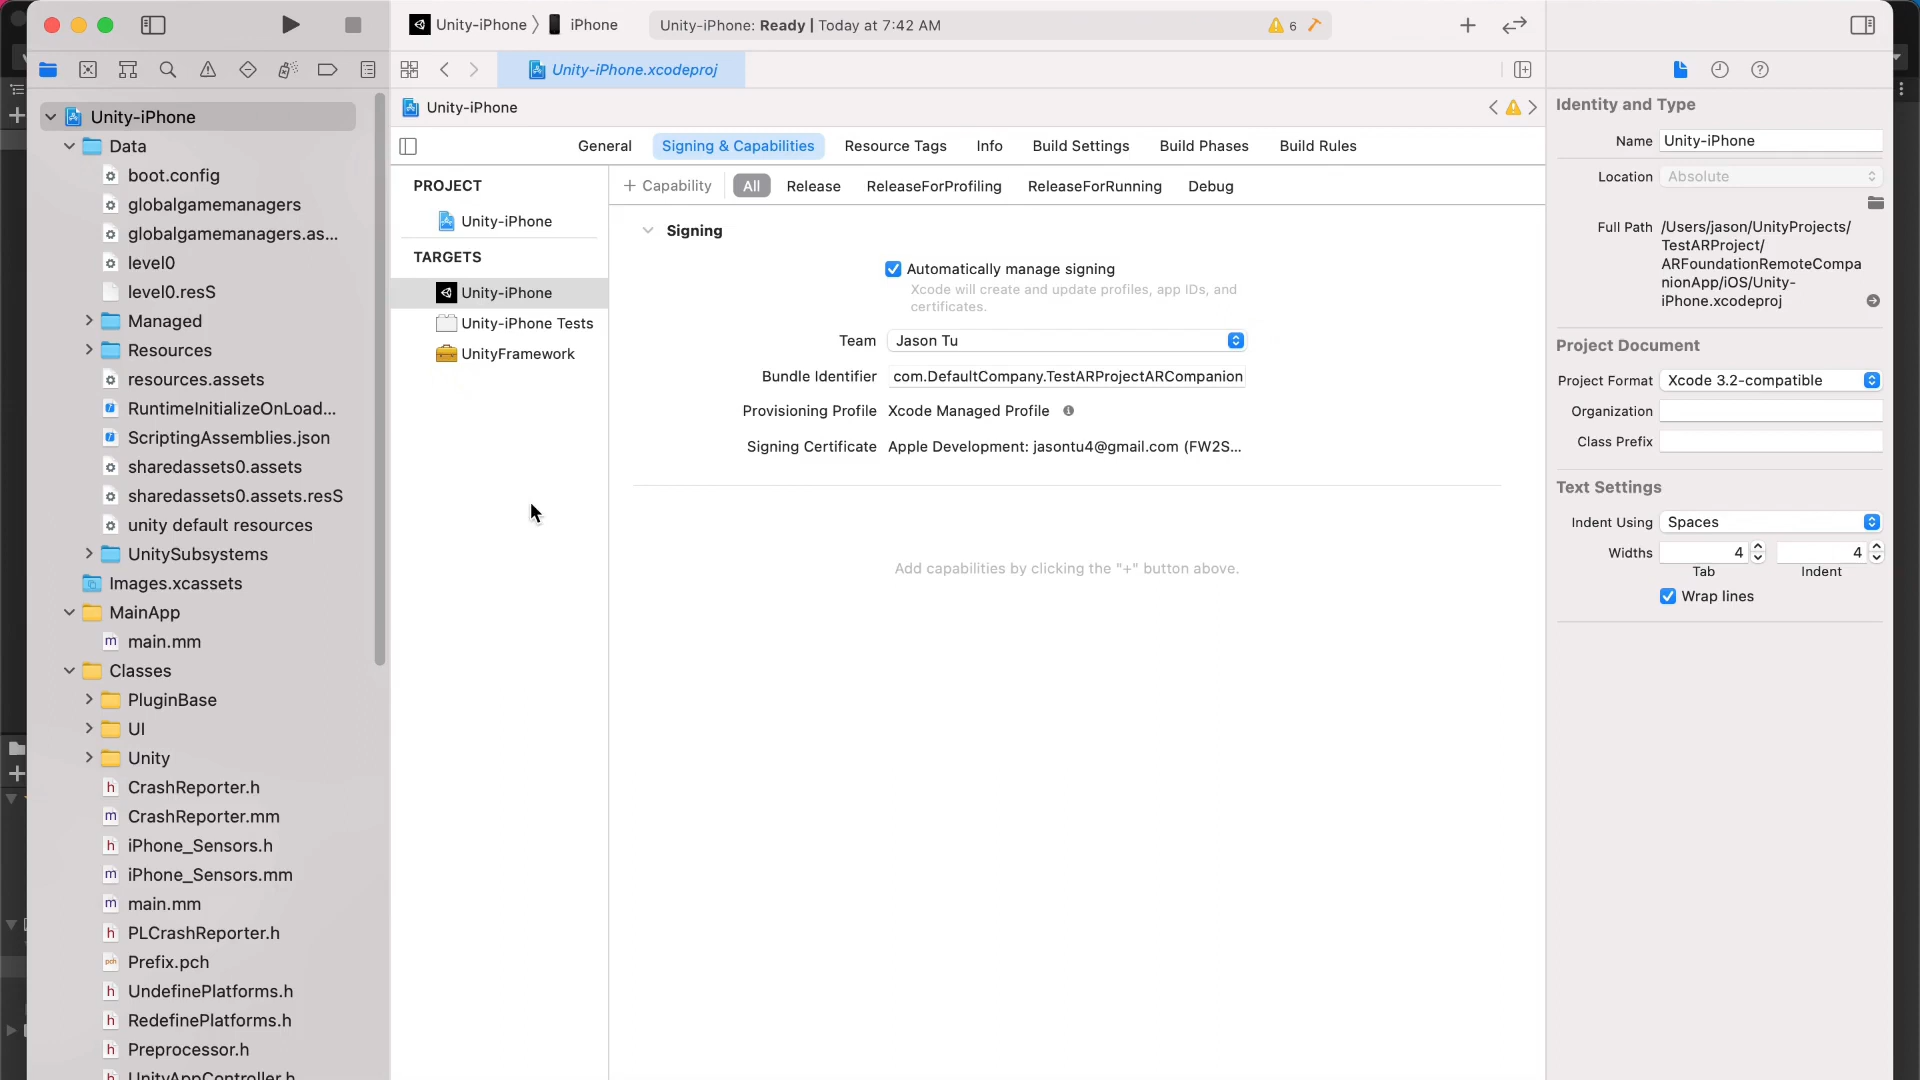 Unity-iPhone
iPhone
Unity-iPhone: Ready | Today at 7:42 AM
6
Unity-iPhone.xcodeproj
Unity-iPhone
Data
boot.config
globalgamemanagers
globalgamemanagers.as...
level0
level0.resS
Managed
Resources
resources.assets
RuntimeInitializeOnLoad...
ScriptingAssemblies.json
sharedassets0.assets
sharedassets0.assets.resS
unity default resources
UnitySubsystems
Images.xcassets
MainApp
main.mm
Classes
PluginBase
UI
Unity
CrashReporter.h
CrashReporter.mm
iPhone_Sensors.h
iPhone_Sensors.mm
main.mm
PLCrashReporter.h
Prefix.pch
UndefinePlatforms.h
RedefinePlatforms.h
Preprocessor.h
UnityAppController.h
Unity-iPhone
General
Signing & Capabilities
Resource Tags
Info
Build Settings
Build Phases
Build Rules
PROJECT
Unity-iPhone
TARGETS
Unity-iPhone
Unity-iPhone Tests
UnityFramework
+ Capability
All
Release
ReleaseForProfiling
ReleaseForRunning
Debug
Signing
Automatically manage signing
Xcode will create and update profiles, app IDs, and
certificates.
Team Jason Tu
Bundle Identifier com.DefaultCompany.TestARProjectARCompanion
Provisioning Profile Xcode Managed Profile
Signing Certificate Apple Development: jasontu4@gmail.com (FW2S...
Add capabilities by clicking the "+" button above.
Identity and Type
Name Unity-iPhone
Location Absolute
Full Path /Users/jason/UnityProjects/
TestARProject/
ARFoundationRemoteCompa
nionApp/iOS/Unity-
iPhone.xcodeproj
Project Document
Project Format Xcode 3.2-compatible
Organization
Class Prefix
Text Settings
Indent Using Spaces
Widths 4 4
Tab Indent
Wrap lines